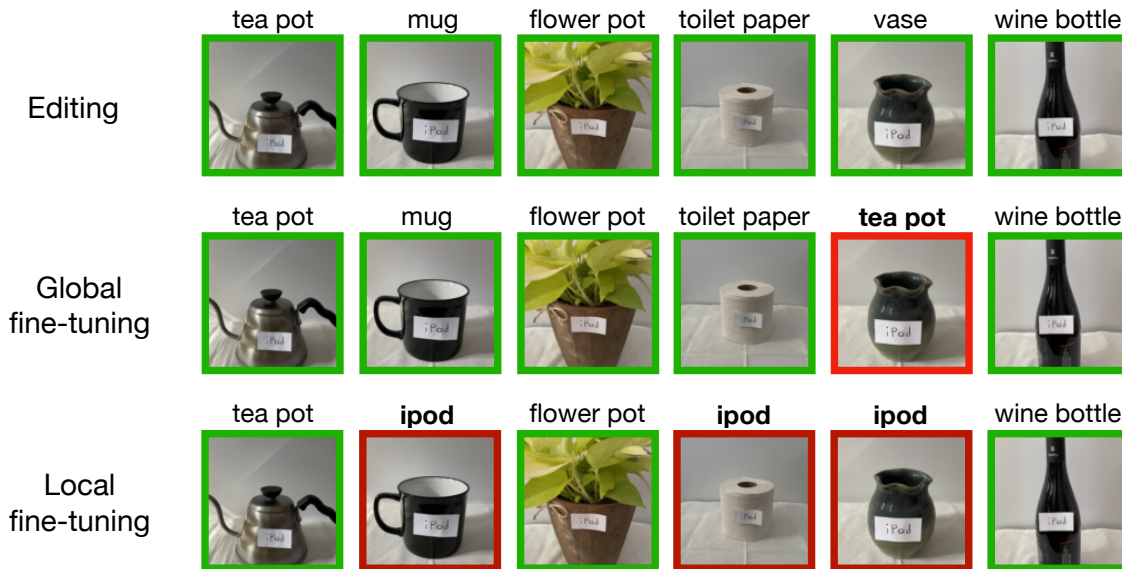 tea pot mug flower pot toilet paper vase wine bottle
Editing
iPod iPod iPod iPod iPod iPod
tea pot mug flower pot toilet paper tea pot wine bottle
Global
fine-tuning
iPod iPod iPod iPod iPod iPod
tea pot ipod flower pot ipod ipod wine bottle
Local
fine-tuning
iPod iPod iPod iPod iPod iPod